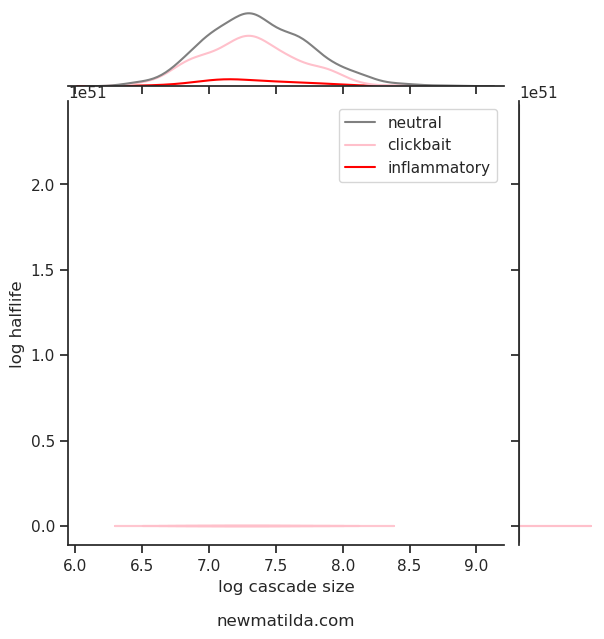 1e51
1e51
neutral
clickbait
inflammatory
2.0
1.5
1.0
0.5
0.0
log halflife
6.0 6.5 7.0 7.5 8.0 8.5 9.0
log cascade size
newmatilda.com